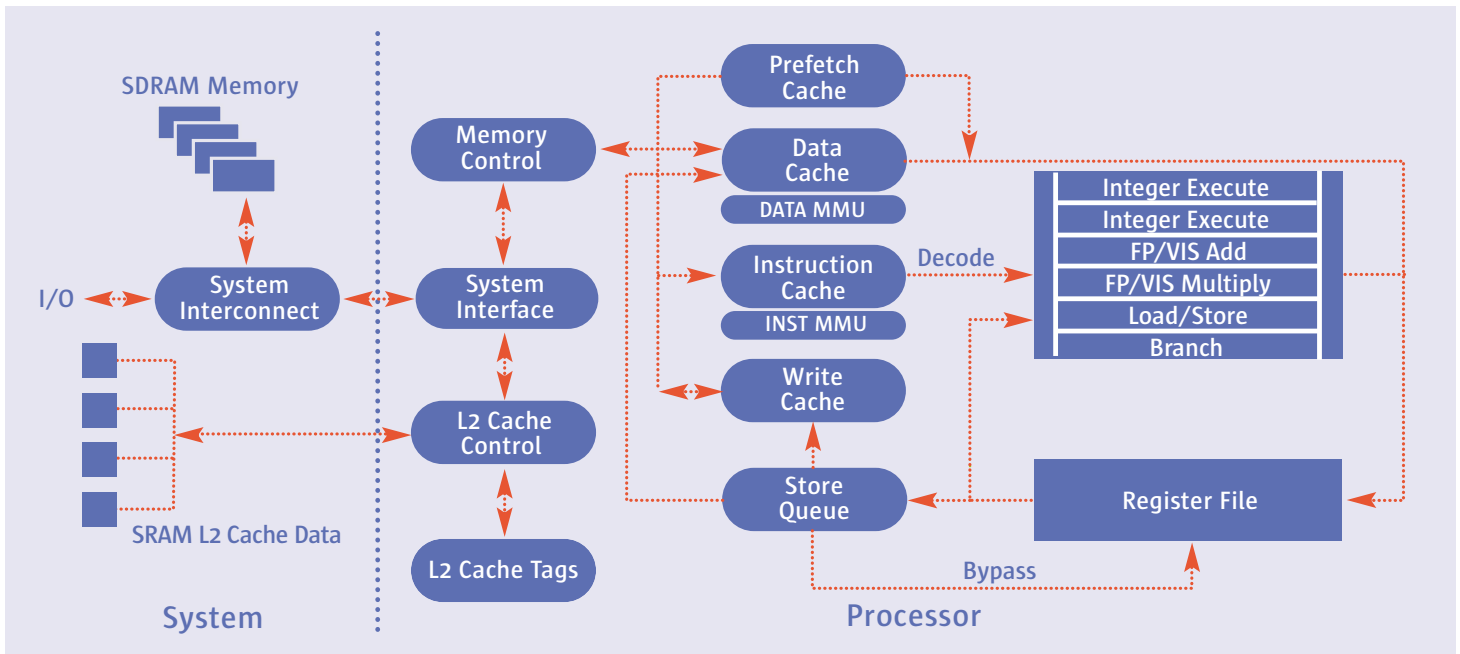 SDRAM Memory
I/O
System
Interconnect
SRAM L2 Cache Data
System
Memory
Control
System
Interface
L2 Cache
Control
L2 Cache Tags
Prefetch
Cache
Data
Cache
DATA MMU
Instruction
Cache
INST MMU
Write
Cache
Store
Queue
Decode
Integer Execute
Integer Execute
FP/VIS Add
FP/VIS Multiply
Load/Store
Branch
Register File
Bypass
Processor